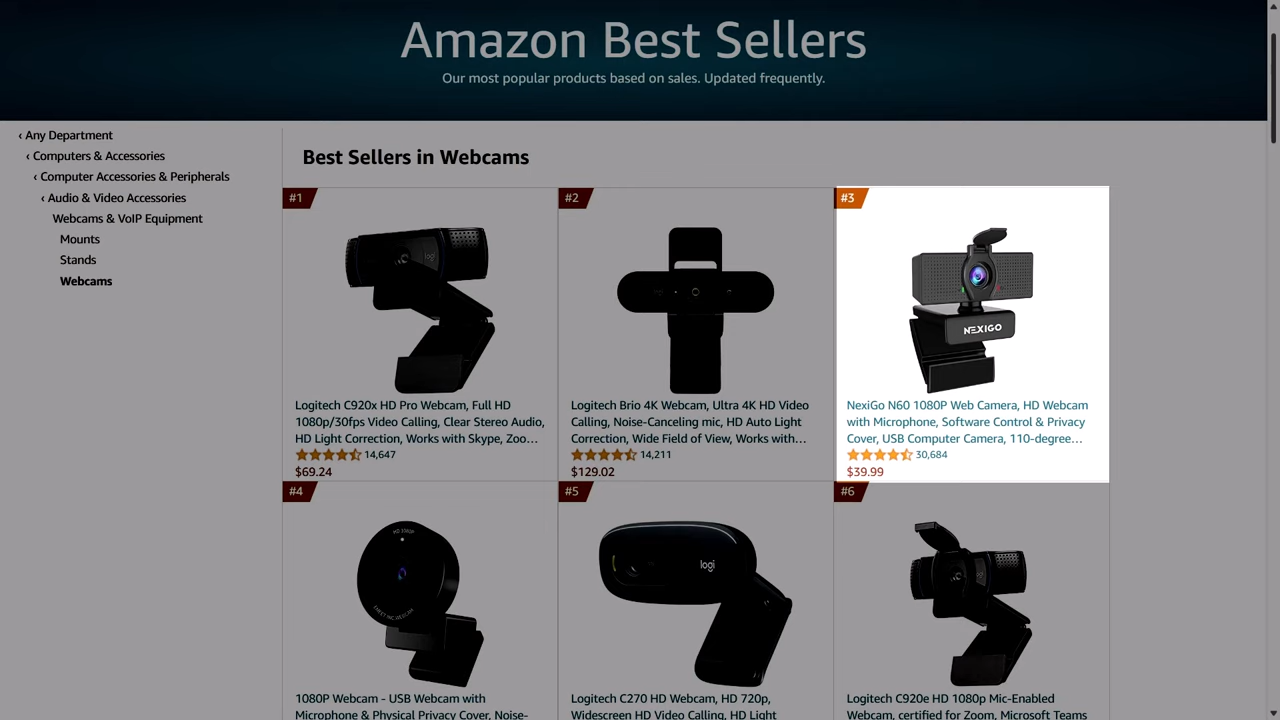 Amazon Best Sellers
Our most popular products based on sales. Updated frequently.
‹ Any Department
‹ Computers & Accessories
‹ Computer Accessories & Peripherals
‹ Audio & Video Accessories
Webcams & VoIP Equipment
Mounts
Stands
Webcams
Best Sellers in Webcams
#1
logi
Logitech C920x HD Pro Webcam, Full HD
1080p/30fps Video Calling, Clear Stereo Audio,
HD Light Correction, Works with Skype, Zoo…
14,647
$69.24
#2
Logitech Brio 4K Webcam, Ultra 4K HD Video
Calling, Noise-Canceling mic, HD Auto Light
Correction, Wide Field of View, Works with…
14,211
$129.02
#3
NEXIGO
NexiGo N60 1080P Web Camera, HD Webcam
with Microphone, Software Control & Privacy
Cover, USB Computer Camera, 110-degree…
30,684
$39.99
#4
HD 1080P
1080P Webcam - USB Webcam with
Microphone & Physical Privacy Cover, Noise-
#5
logi
Logitech C270 HD Webcam, HD 720p,
Widescreen HD Video Calling, HD Light
#6
Logitech C920e HD 1080p Mic-Enabled
Webcam, certified for Zoom, Microsoft Teams